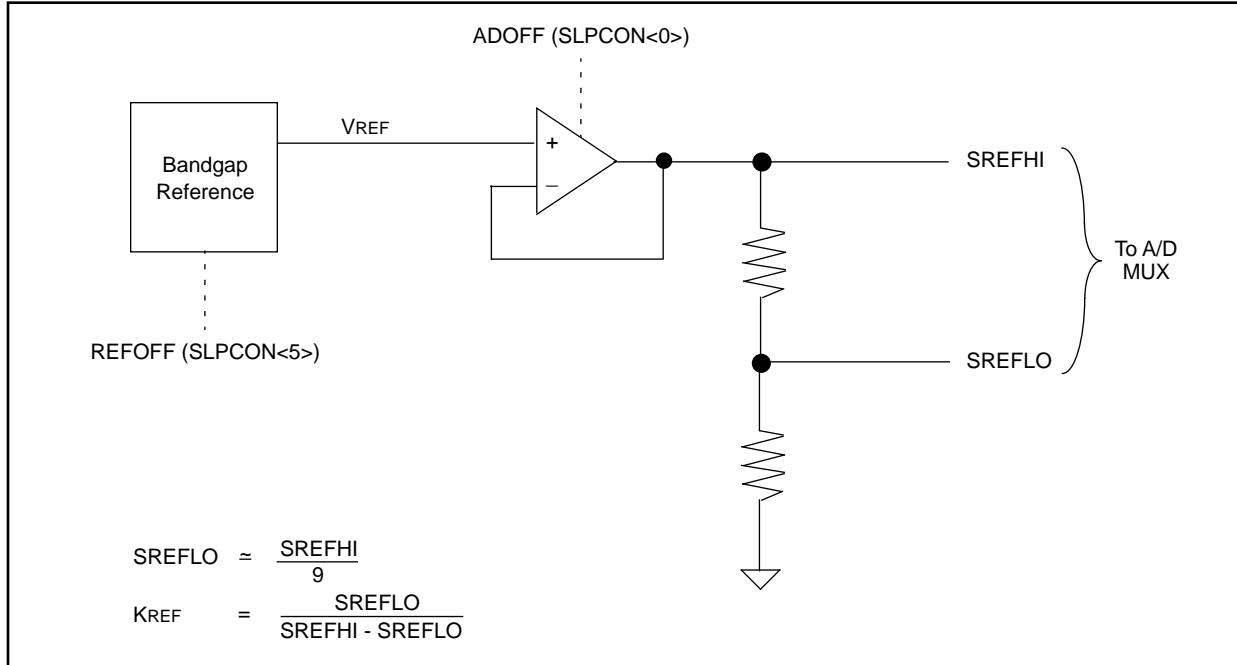 ADOFF (SLPCON<0>)
VREF
Bandgap
Reference
+
–
SREFHI
To A/D
MUX
SREFLO
REFOFF (SLPCON<5>)
SREFLO ≃ SREFHI
9
KREF = SREFLO
SREFHI - SREFLO